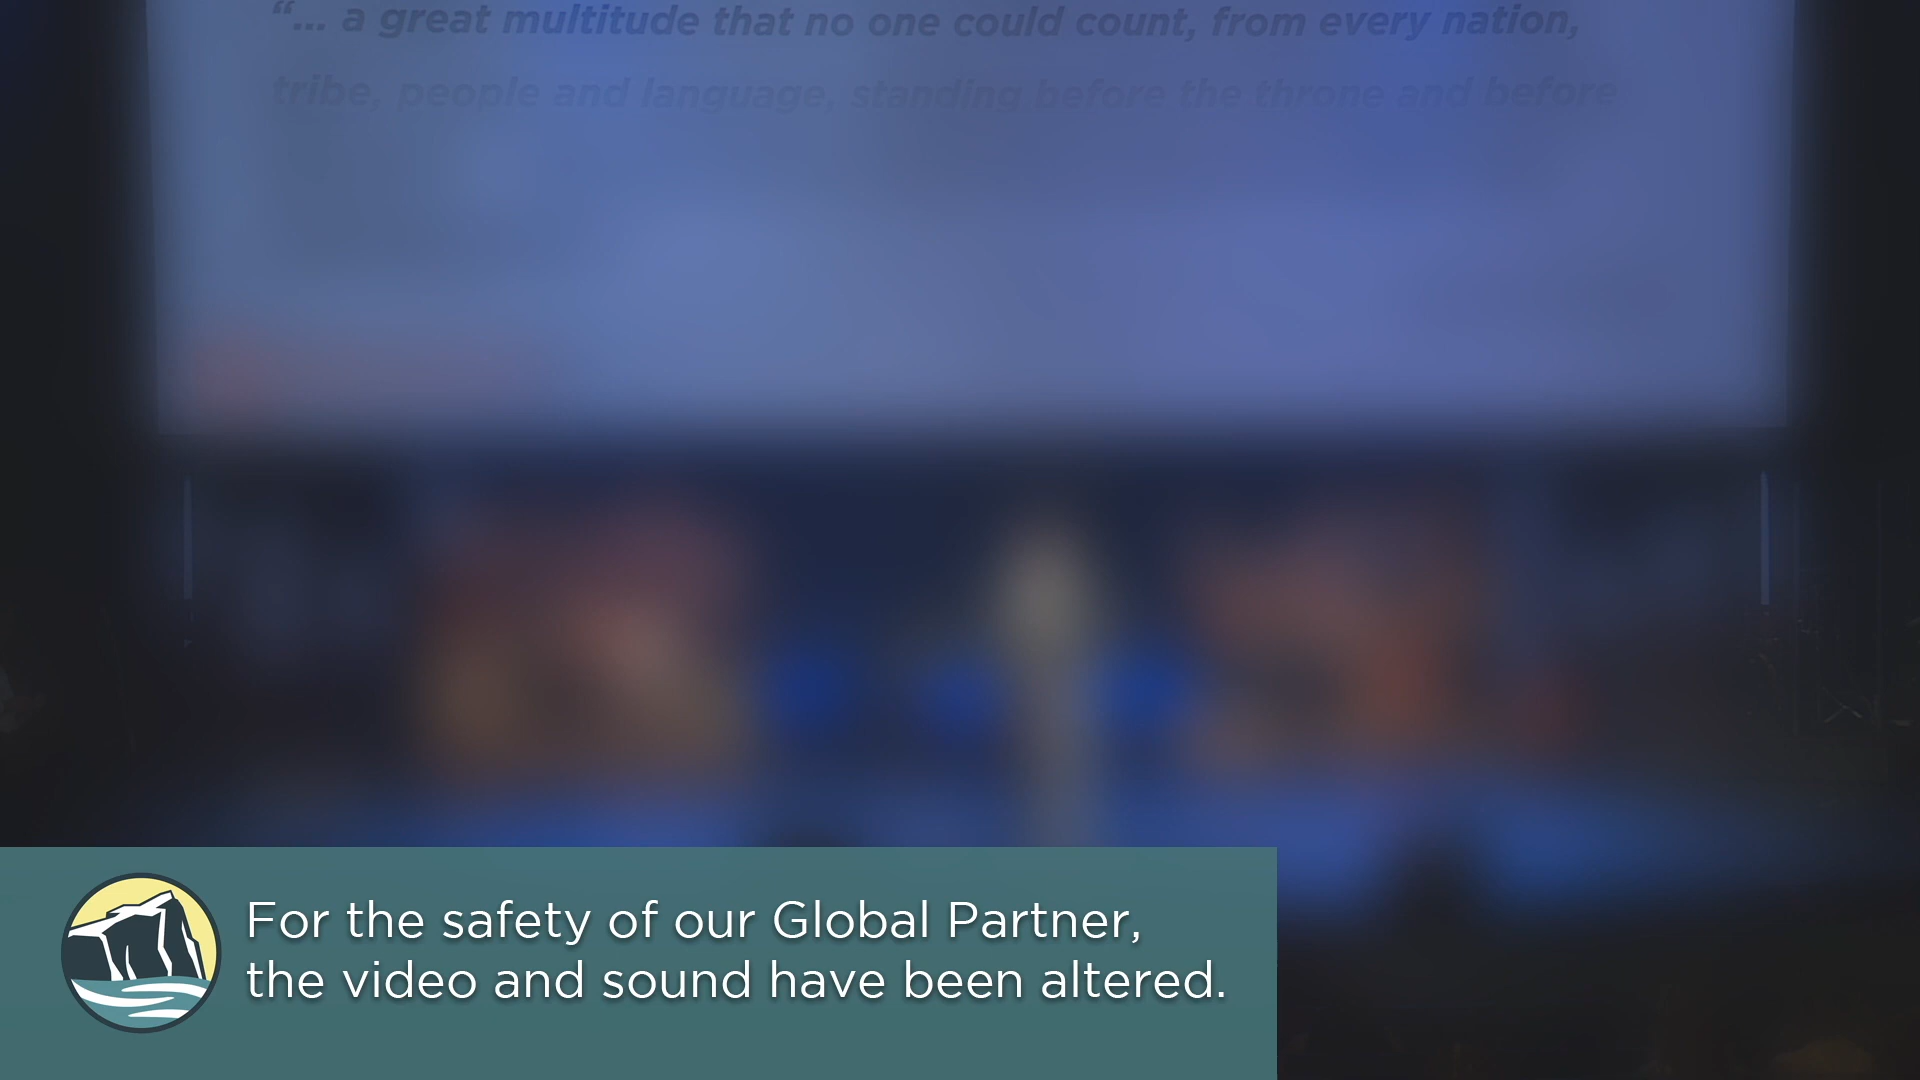 “... a great multitude that no one could count, from every nation,
tribe, people and language, standing before the throne and before
For the safety of our Global Partner,
the video and sound have been altered.